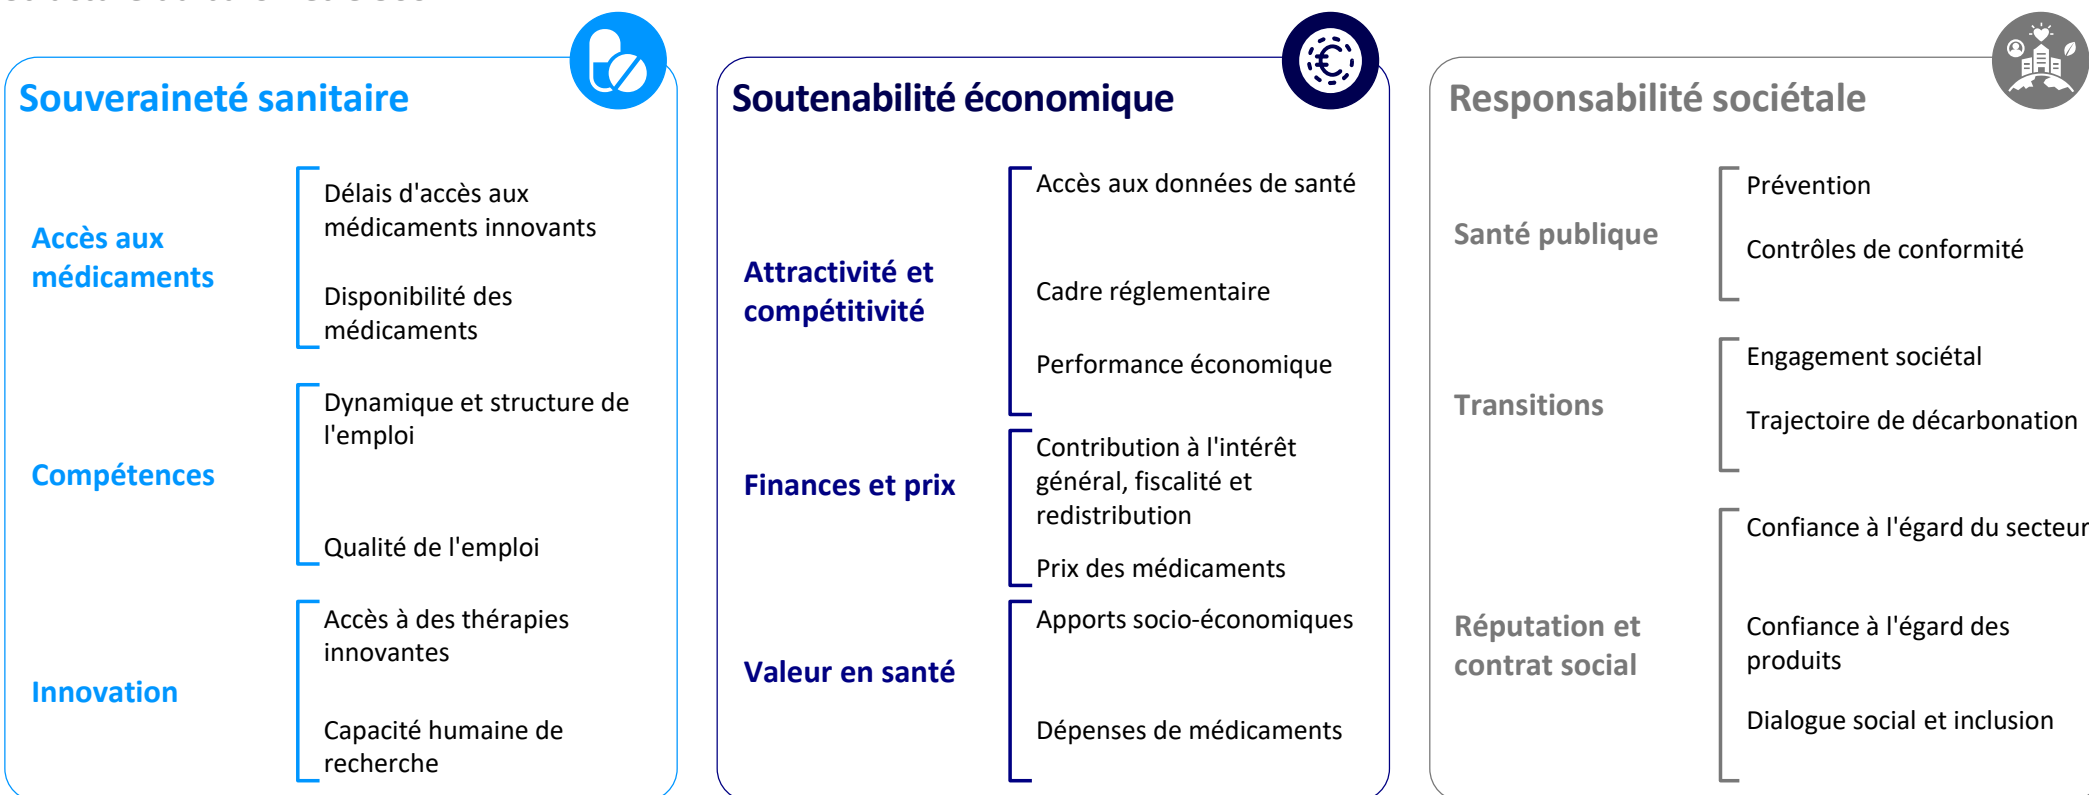 Souveraineté sanitaire
Accès aux
médicaments
Délais d'accès aux
médicaments innovants
Disponibilité des
médicaments
Compétences
Dynamique et structure de
l'emploi
Qualité de l'emploi
Innovation
Accès à des thérapies
innovantes
Capacité humaine de
recherche
Soutenabilité économique
Attractivité et
compétitivité
Accès aux données de santé
Cadre réglementaire
Performance économique
Finances et prix
Contribution à l'intérêt
général, fiscalité et
redistribution
Prix des médicaments
Valeur en santé
Apports socio-économiques
Dépenses de médicaments
Responsabilité sociétale
Santé publique
Prévention
Contrôles de conformité
Transitions
Engagement sociétal
Trajectoire de décarbonation
Réputation et
contrat social
Confiance à l'égard du secteur
Confiance à l'égard des
produits
Dialogue social et inclusion